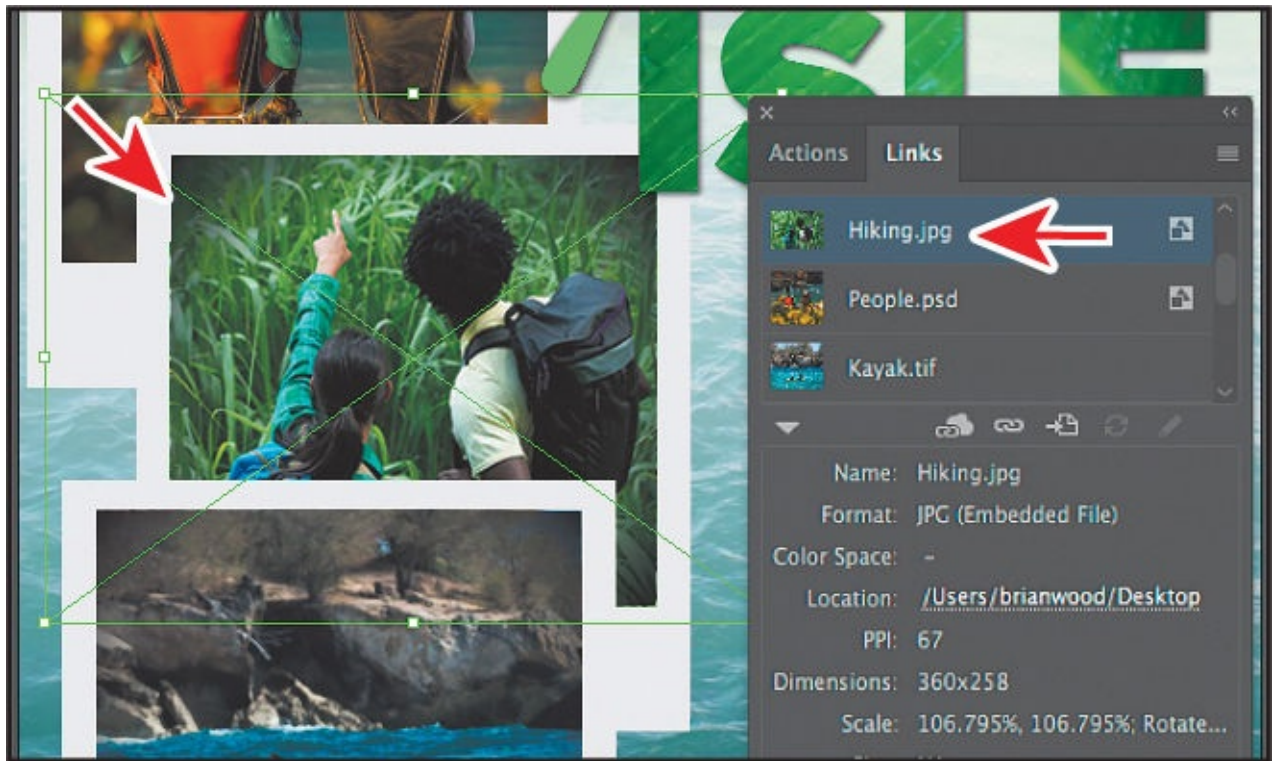 ISLE
Actions Links
Hiking.jpg
People.psd
Kayak.tif
Name: Hiking.jpg
Format: JPG (Embedded File)
Color Space: -
Location: /Users/brianwood/Desktop
PPI: 67
Dimensions: 360x258
Scale: 106.795%, 106.795%; Rotate...